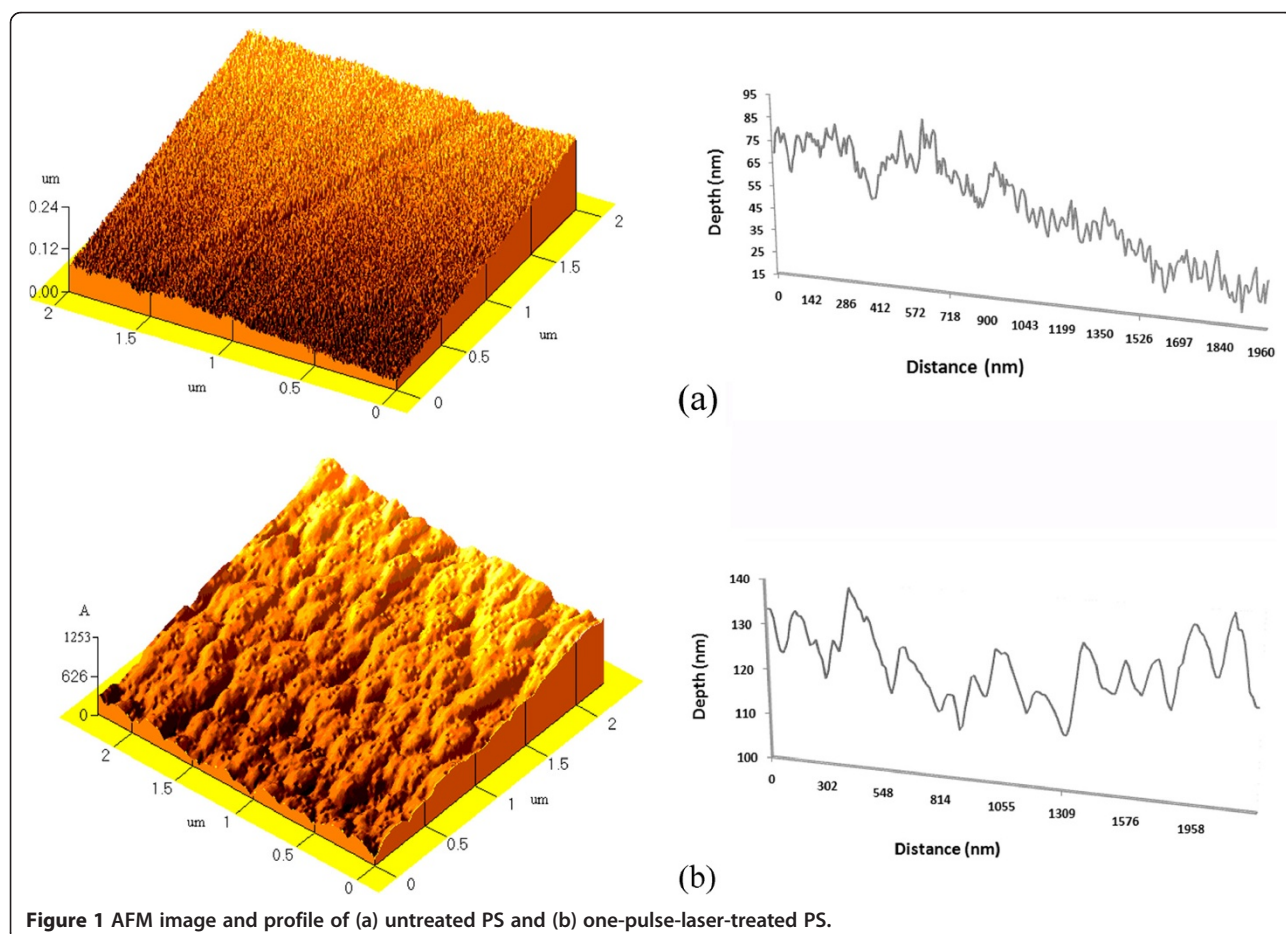 um
0.24
0.12
0.00
2
1.5
1
0.5
0
um
0
0.5
1
1.5
2
um
95
85
75
65
55
45
35
25
15
Depth (nm)
0 142 286 412 572 718 900 1043 1199 1350 1526 1697 1840 1960
Distance (nm)
(a)
A
1253
626
0
2
1.5
1
0.5
0
um
0
0.5
1
1.5
2
um
140
130
120
110
100
Depth (nm)
0 302 548 814 1055 1309 1576 1958
Distance (nm)
(b)
Figure 1 AFM image and profile of (a) untreated PS and (b) one-pulse-laser-treated PS.